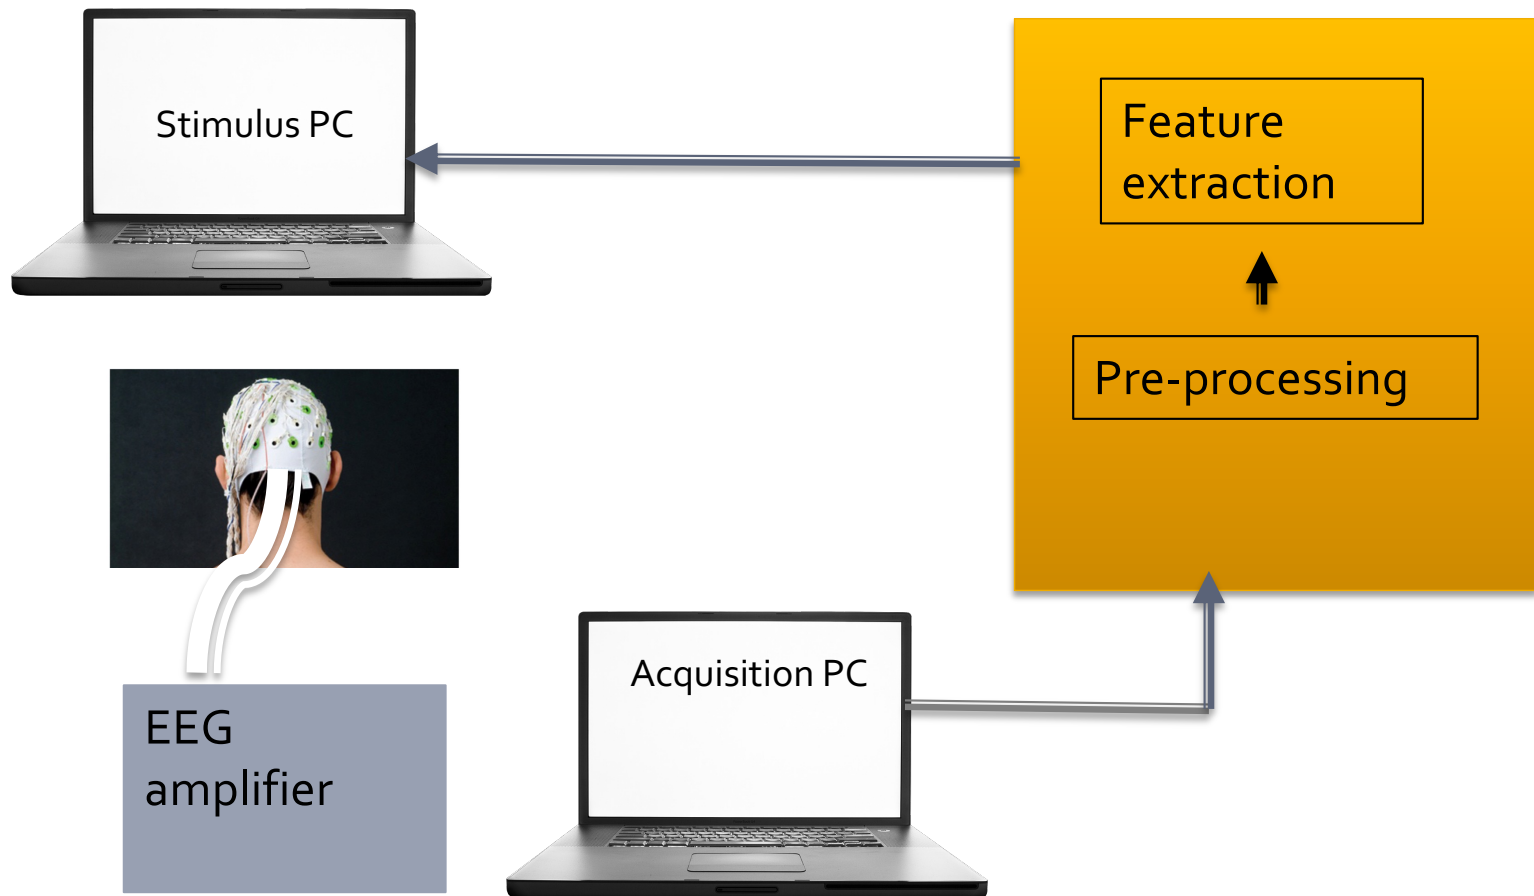 Stimulus PC
Feature
extraction
Pre-processing
Acquisition PC
EEG
amplifier